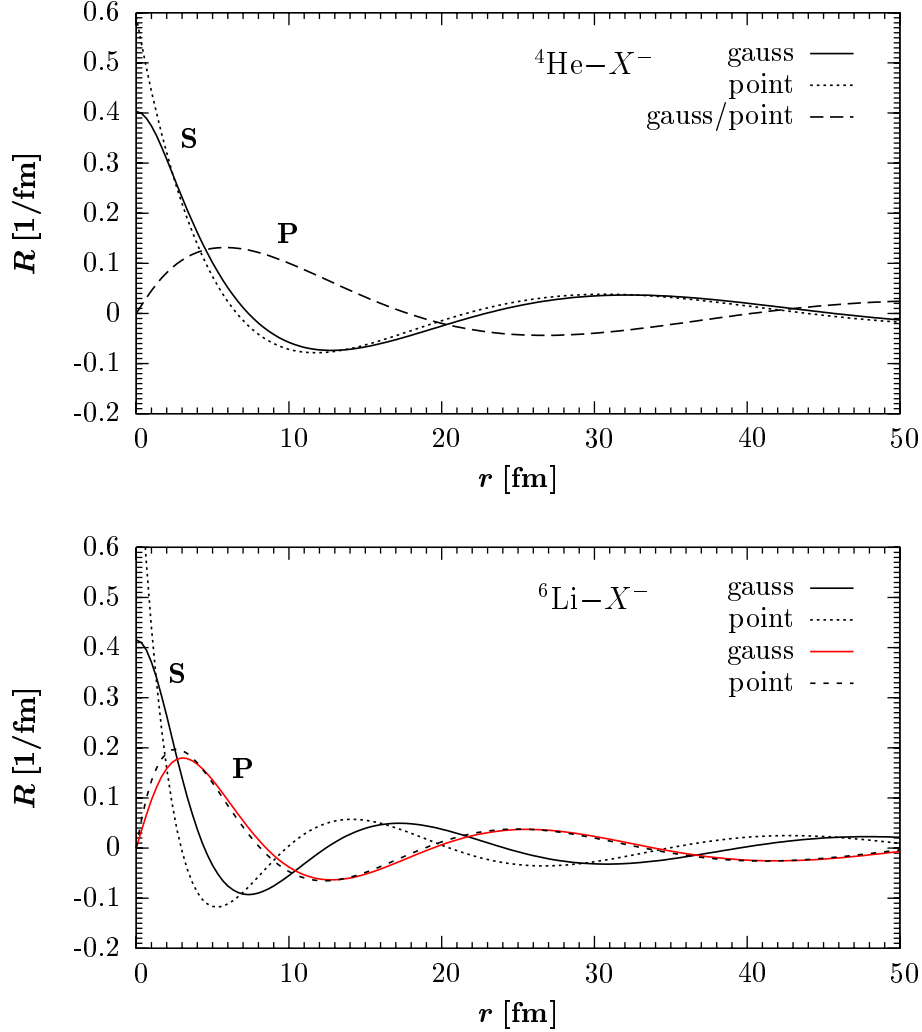 0.6
⁴He−X⁻
gauss
0.5
point
gauss/point
0.4
S
0.3
R [1/fm]
0.2
P
0.1
0
-0.1
-0.2
0 10 20 30 40 50
r [fm]
0.6
⁶Li−X⁻
gauss
0.5
point
gauss
0.4
point
S
0.3
R [1/fm]
0.2
P
0.1
0
-0.1
-0.2
0 10 20 30 40 50
r [fm]